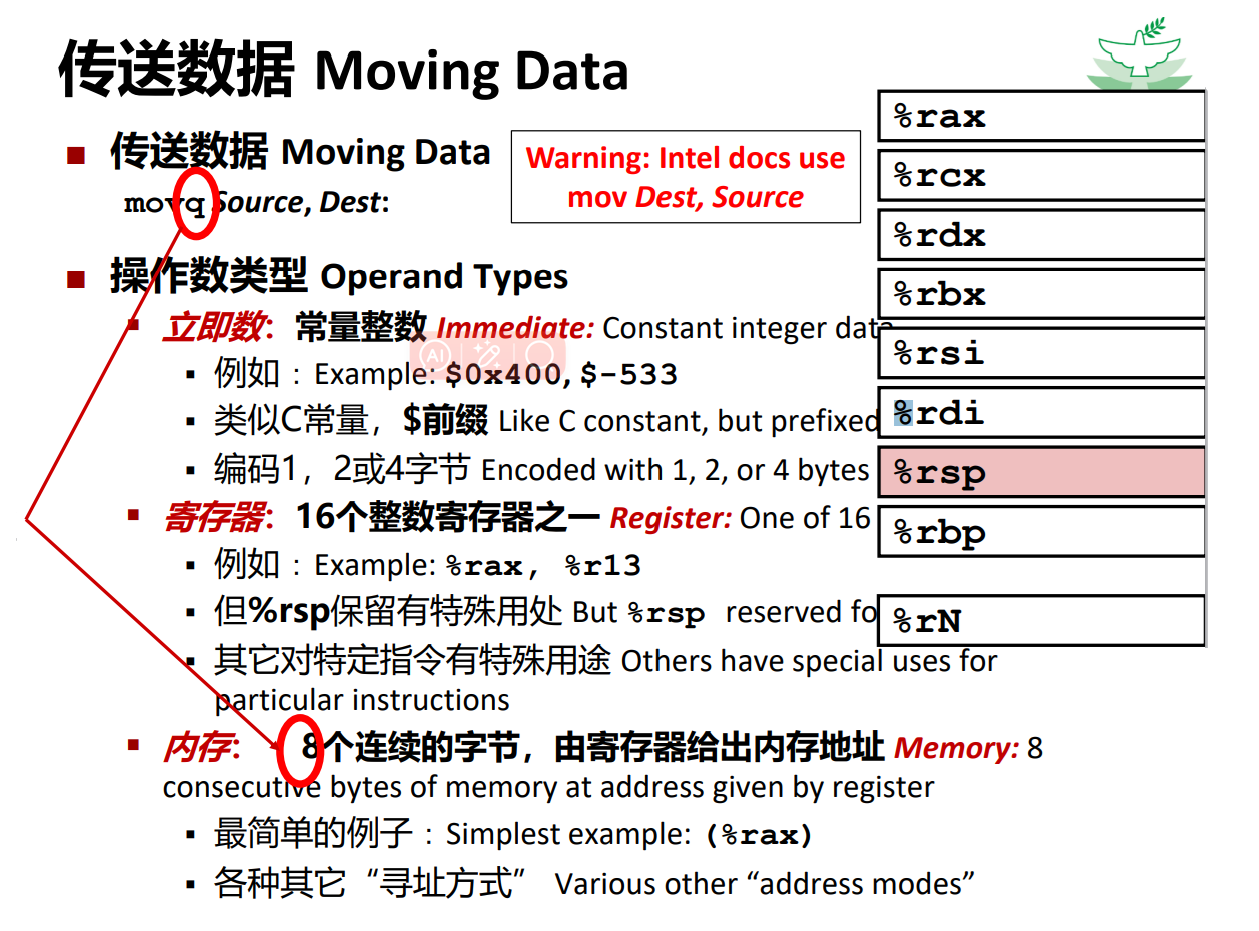 传送数据 Moving Data
传送数据 Moving Data
movq Source, Dest:
Warning: Intel docs use
mov Dest, Source
操作数类型 Operand Types
立即数：常量整数 Immediate: Constant integer data
例如：Example: $0x400, $-533
类似C常量，$前缀 Like C constant, but prefixed
编码1，2或4字节 Encoded with 1, 2, or 4 bytes
寄存器：16个整数寄存器之一 Register: One of 16
例如：Example: %rax, %r13
但%rsp保留有特殊用处 But %rsp reserved fo
其它对特定指令有特殊用途 Others have special uses for
particular instructions
内存： 8个连续的字节，由寄存器给出内存地址 Memory: 8
consecutive bytes of memory at address given by register
最简单的例子：Simplest example: (%rax)
各种其它“寻址方式” Various other “address modes”
%rax
%rcx
%rdx
%rbx
%rsi
%rdi
%rsp
%rbp
%rN
AI